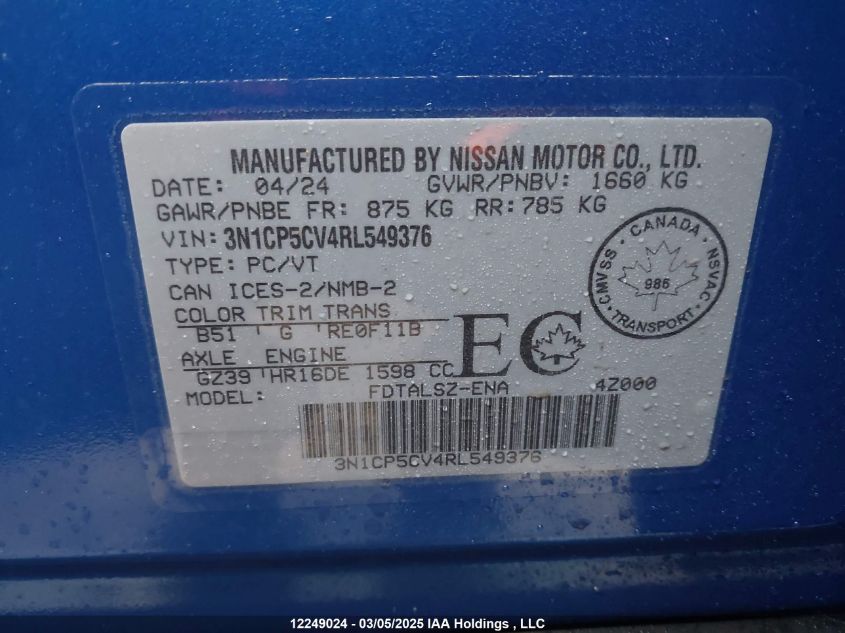 MANUFACTURED BY NISSAN MOTOR CO., LTD.
DATE: 04/24 GVWR/PNBV: 1660 KG
GAWR/PNBE FR: 875 KG RR: 785 KG
VIN: 3N1CP5CV4RL549376
TYPE: PC/VT
CAN ICES-2/NMB-2
COLOR TRIM TRANS
B51 G RE0F11B
AXLE ENGINE
GZ39 HR16DE 1598 CC
EC
MODEL: FDTALSZ-ENA 4Z000
3N1CP5CV4RL549376
CANADA
CMVSS 986 NSVAC
TRANSPORT
12249024 - 03/05/2025 IAA Holdings , LLC